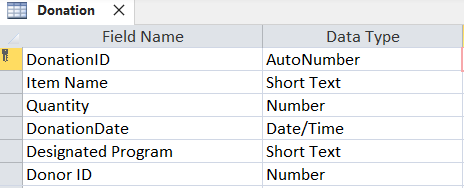 Donation
Field Name Data Type
DonationID AutoNumber
Item Name Short Text
Quantity Number
DonationDate Date/Time
Designated Program Short Text
Donor ID Number